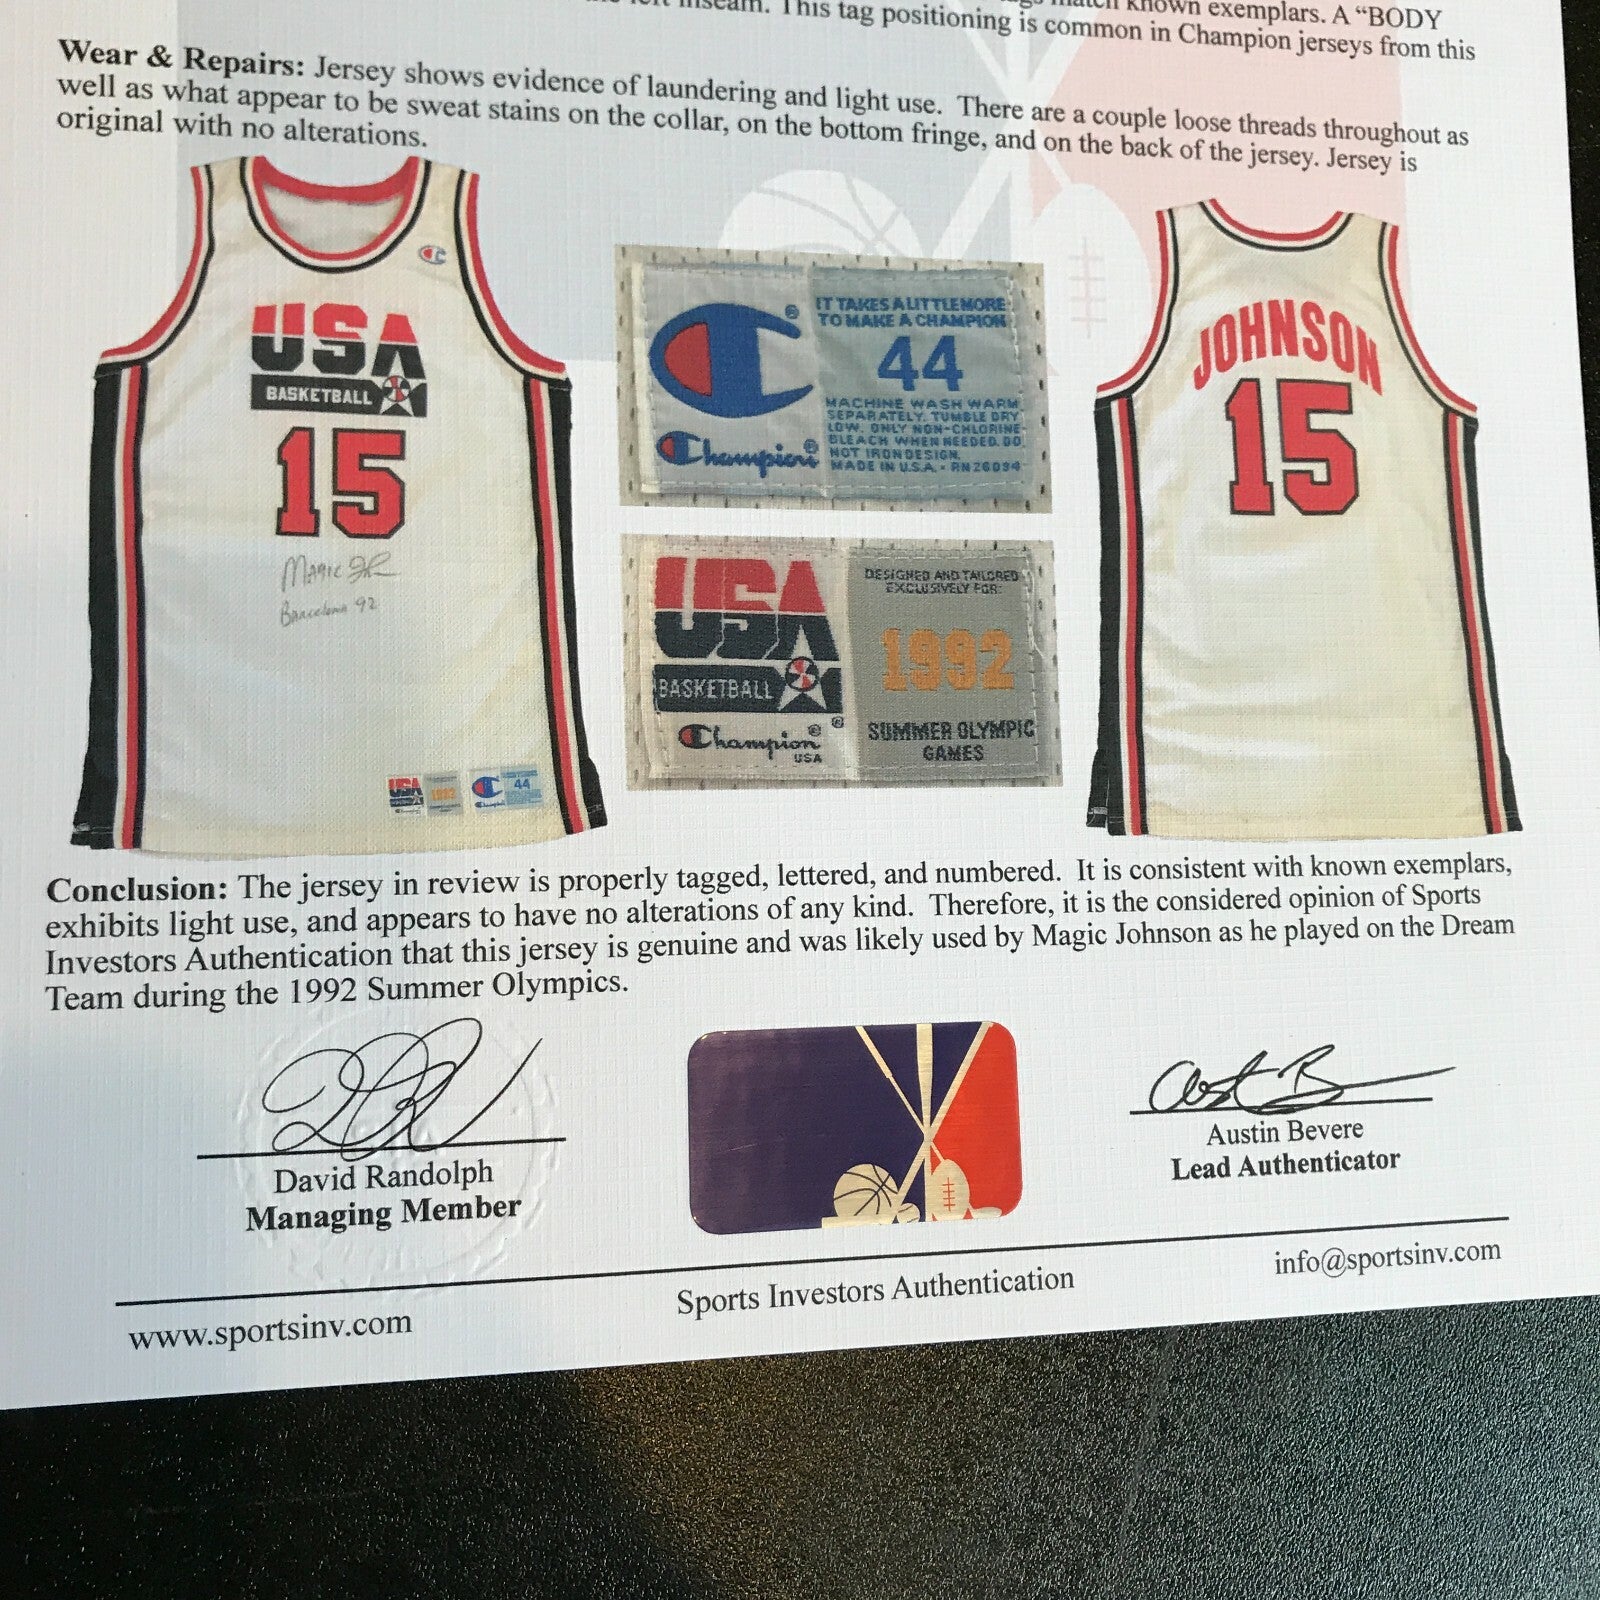 inseam. This tag positioning is common in Champion jerseys from this
match known exemplars. A “BODY
Wear & Repairs: Jersey shows evidence of laundering and light use. There are a couple loose threads throughout as
well as what appear to be sweat stains on the collar, on the bottom fringe, and on the back of the jersey. Jersey is
original with no alterations.
USA
BASKETBALL
15
Magic
Barcelona 92
USA
1992
44
IT TAKES A LITTLE MORE
TO MAKE A CHAMPION
44
MACHINE WASH WARM
SEPARATELY. TUMBLE DRY
LOW. ONLY NON-CHLORINE
BLEACH WHEN NEEDED. DO
NOT IRON DESIGN.
MADE IN U.S.A. - RN 26094
Champion®
USA
BASKETBALL
Champion®
USA
DESIGNED AND TAILORED
EXCLUSIVELY FOR:
1992
SUMMER OLYMPIC
GAMES
JOHNSON
15
Conclusion: The jersey in review is properly tagged, lettered, and numbered. It is consistent with known exemplars,
exhibits light use, and appears to have no alterations of any kind. Therefore, it is the considered opinion of Sports
Investors Authentication that this jersey is genuine and was likely used by Magic Johnson as he played on the Dream
Team during the 1992 Summer Olympics.
David Randolph
Managing Member
Austin Bevere
Lead Authenticator
www.sportsinv.com
Sports Investors Authentication
info@sportsinv.com